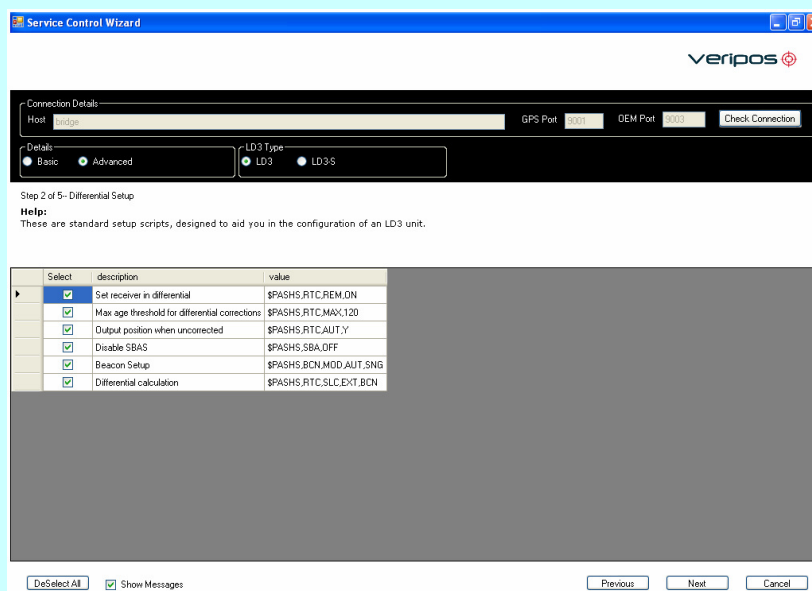 Service Control Wizard
veripos
Connection Details
Host bridge GPS Port 9001 OEM Port 9003 Check Connection
Details
Basic Advanced
LD3 Type
LD3 LD3-S
Step 2 of 5-- Differential Setup
Help:
These are standard setup scripts, designed to aid you in the configuration of an LD3 unit.
Select description value
Set receiver in differential $PASHS,RTC,REM,ON
Max age threshold for differential corrections $PASHS,RTC,MAX,120
Output position when uncorrected $PASHS,RTC,AUT,Y
Disable SBAS $PASHS,SBA,OFF
Beacon Setup $PASHS,BCN,MOD,AUT,SNG
Differential calculation $PASHS,RTC,SLC,EXT,BCN
DeSelect All Show Messages Previous Next Cancel